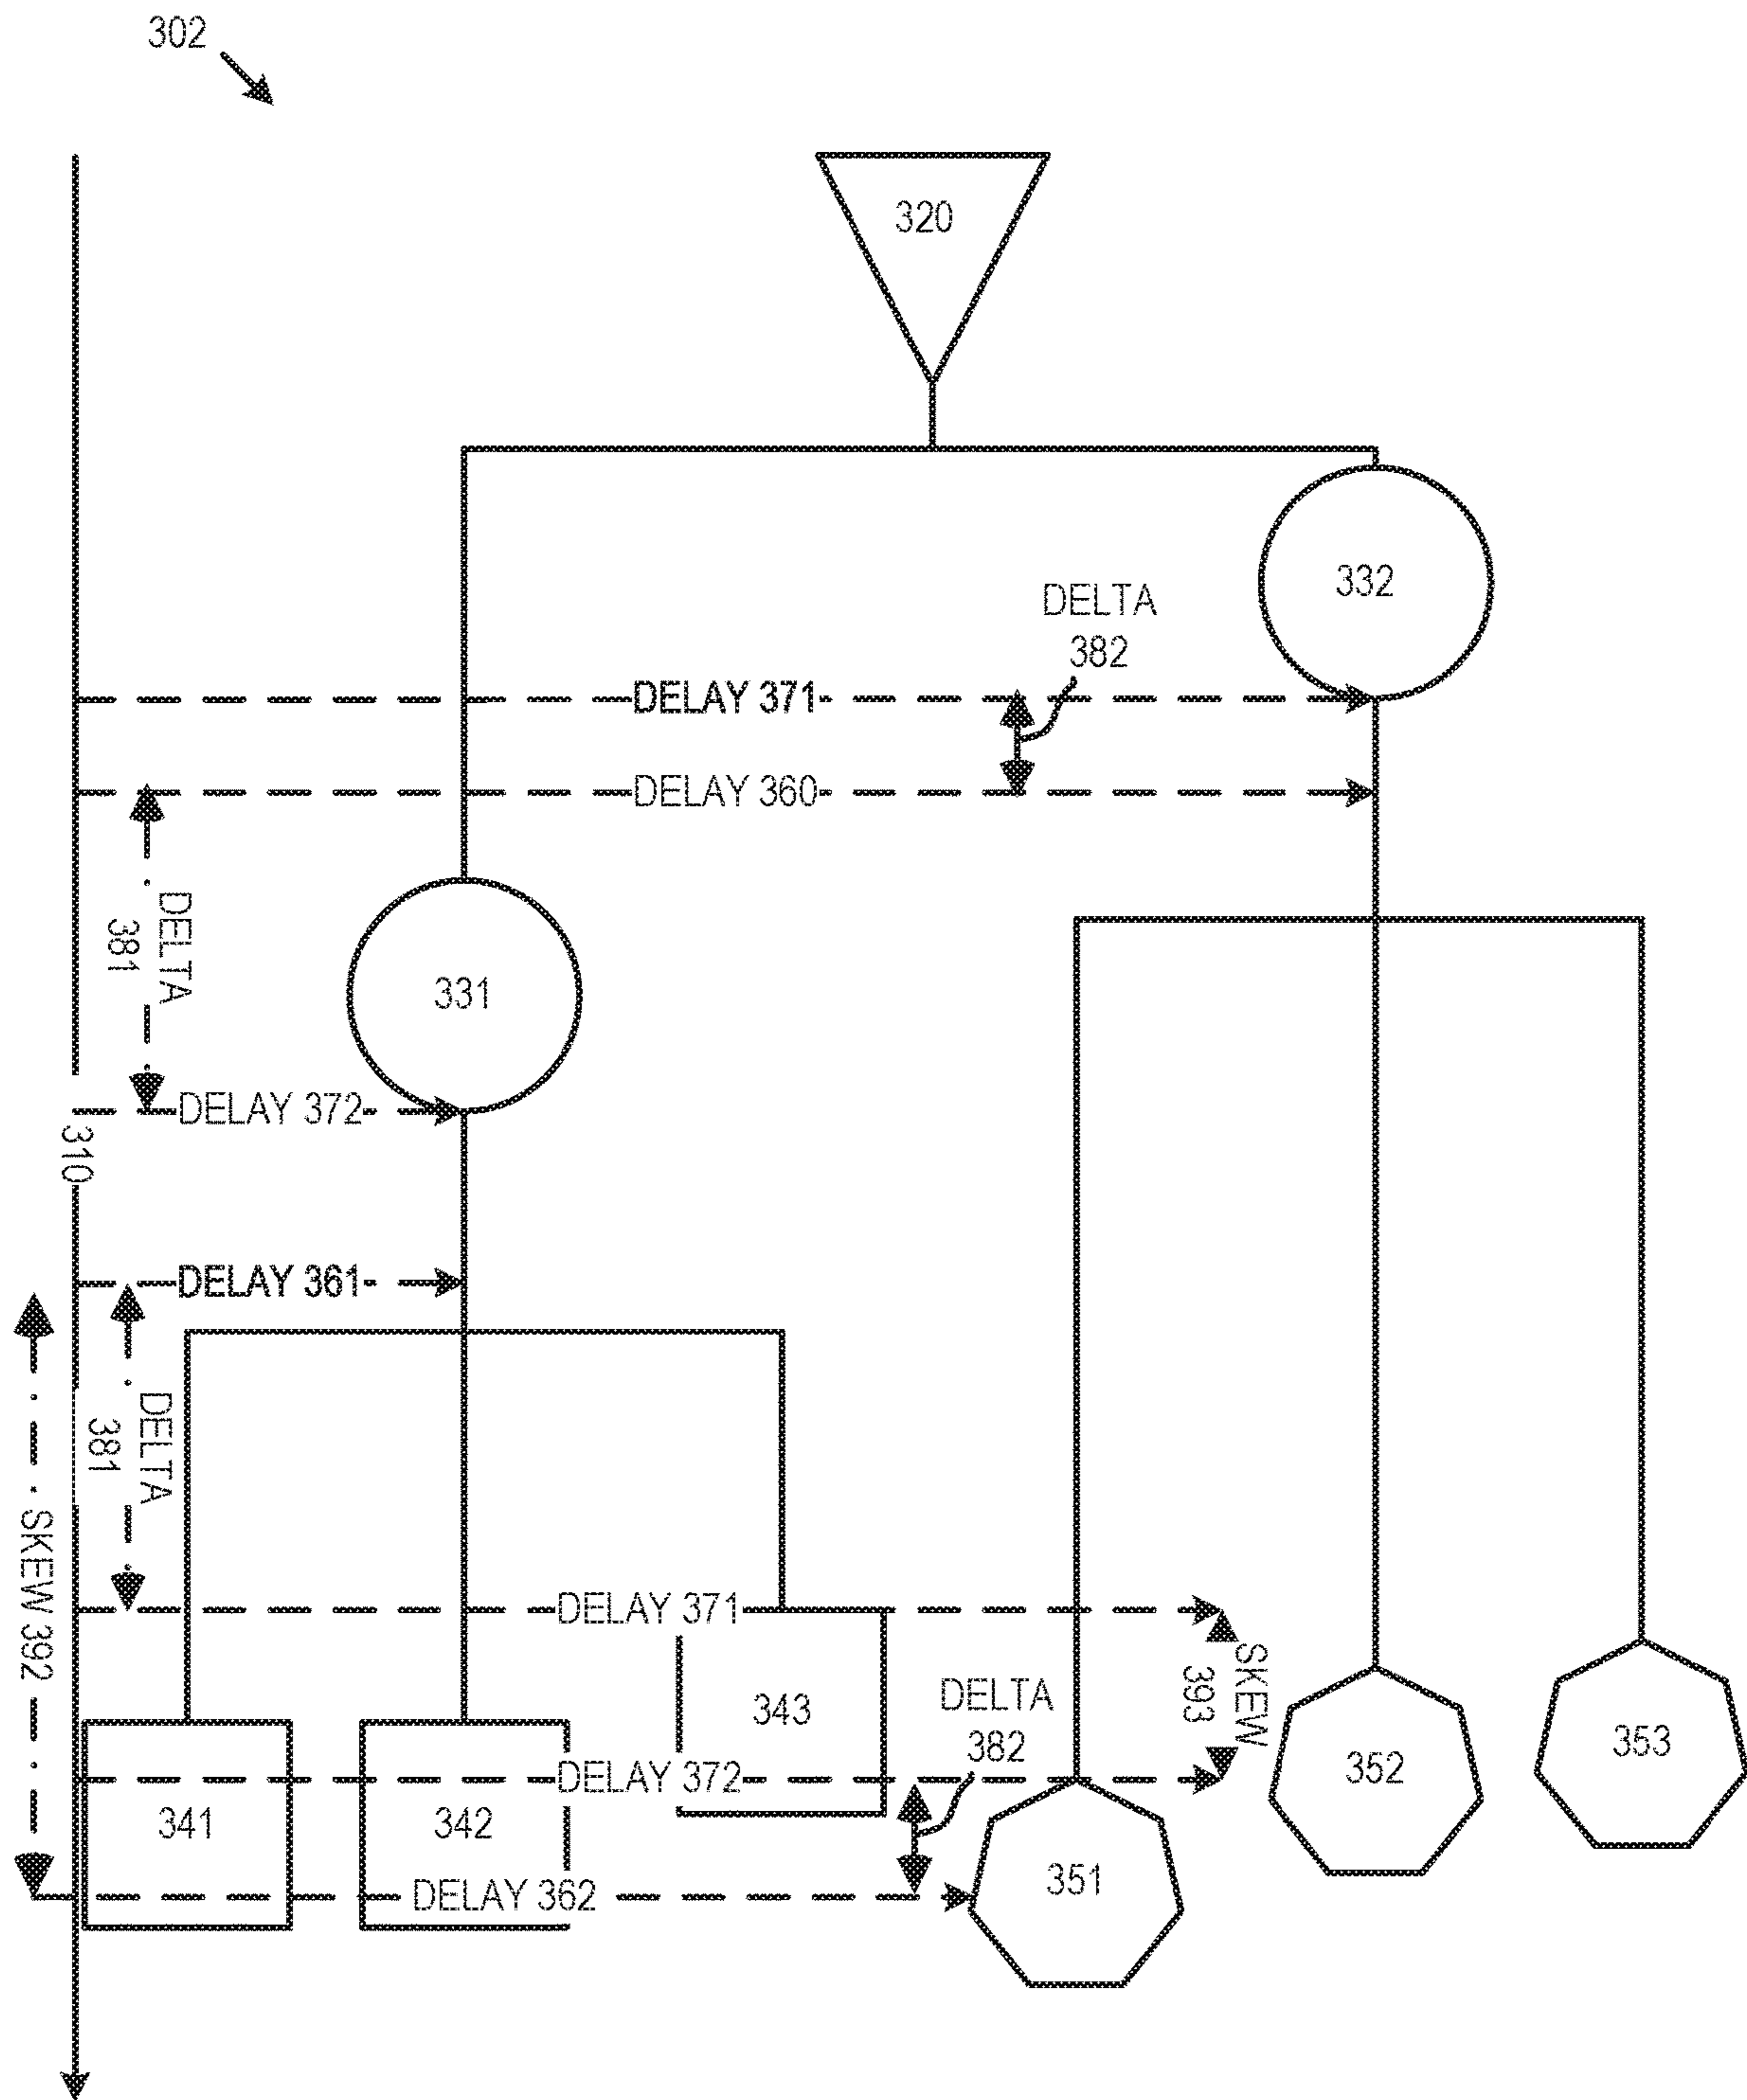 302
320
332
DELTA
382
DELAY 371
DELAY 360
DELTA
381
331
DELAY 372
310
DELAY 361
DELTA
381
SKEW 392
DELAY 371
SKEW
393
343
DELTA
382
353
352
DELAY 372
341
342
351
DELAY 362